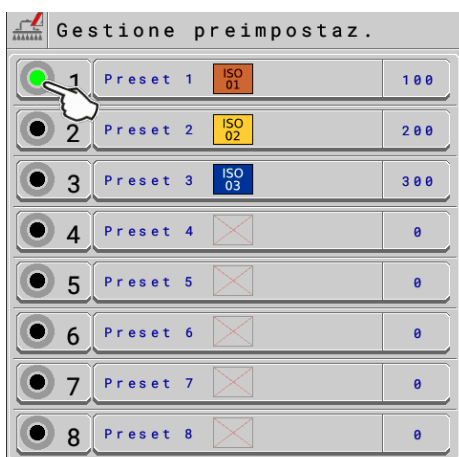 Gestione preimpostaz.
1 Preset 1 ISO 01 100
2 Preset 2 ISO 02 200
3 Preset 3 ISO 03 300
4 Preset 4 0
5 Preset 5 0
6 Preset 6 0
7 Preset 7 0
8 Preset 8 0